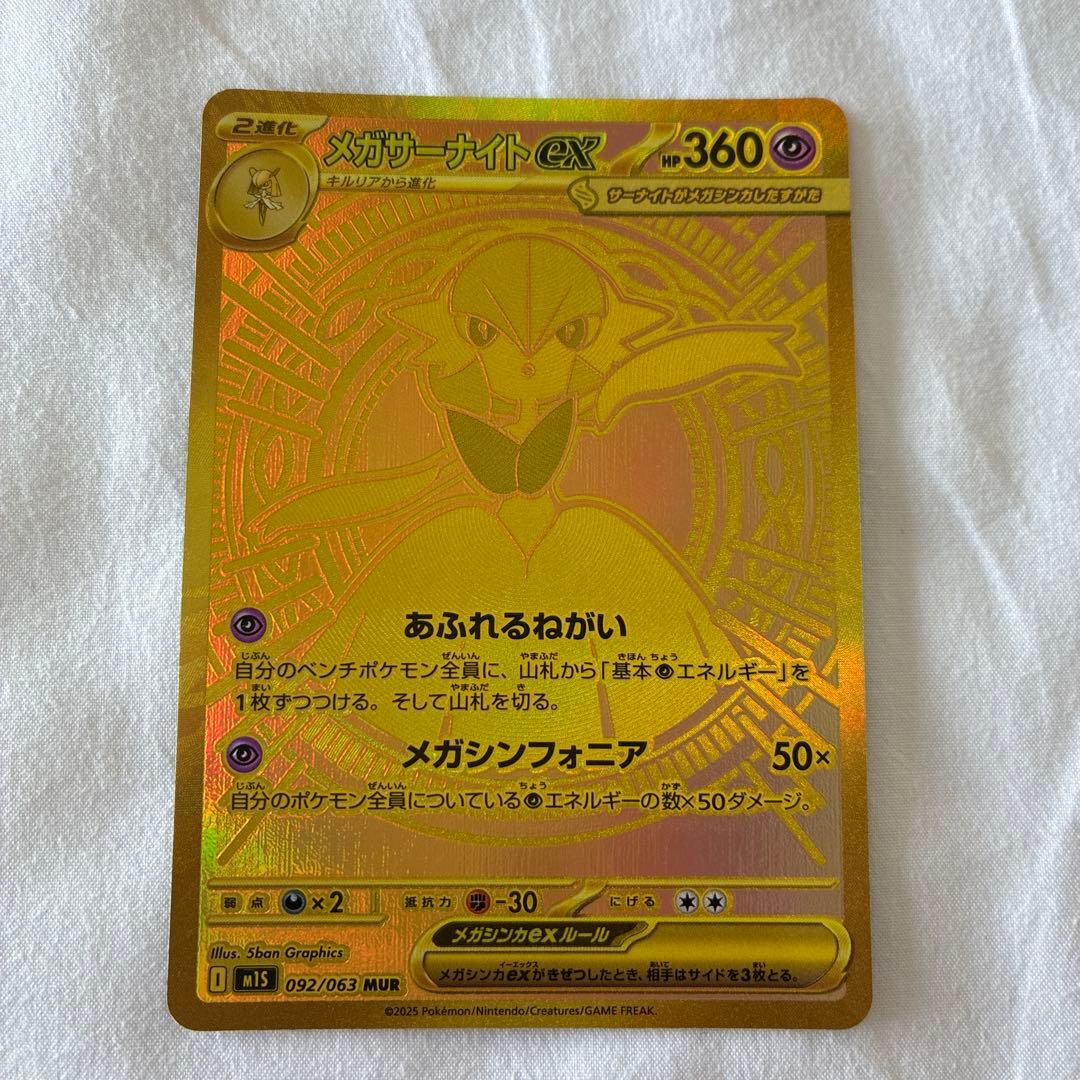 2進化
メガサーナイトex HP360
キルリアから進化
サーナイトがメガシンカしたすがた
あふれるねがい
自分のベンチポケモン全員に、山札から「基本エネルギー」を
1枚ずつつける。そして山札を切る。
メガシンフォニア 50×
自分のポケモン全員についているエネルギーの数×50ダメージ。
弱点 ×2 抵抗力 -30 にげる
メガシンカexルール
メガシンカexがきぜつしたとき、相手はサイドを3枚とる。
Illus. 5ban Graphics
I M1S 092/063 MUR
©2025 Pokémon/Nintendo/Creatures/GAME FREAK.